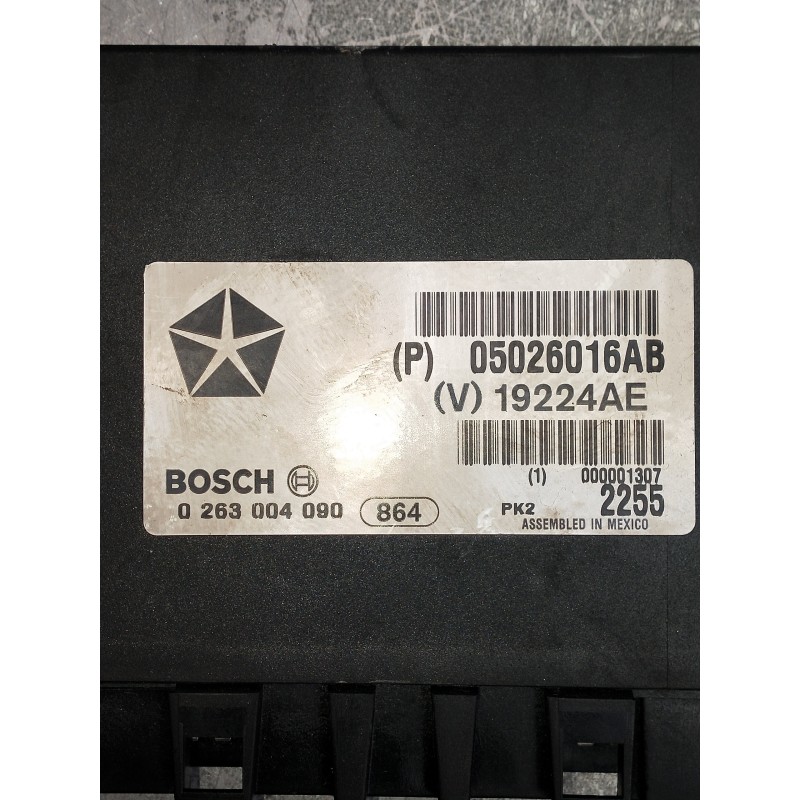 (P) 05026016AB
(V) 19224AE
(1) 000001307
BOSCH
0 263 004 090 864
PK2 2255
ASSEMBLED IN MEXICO